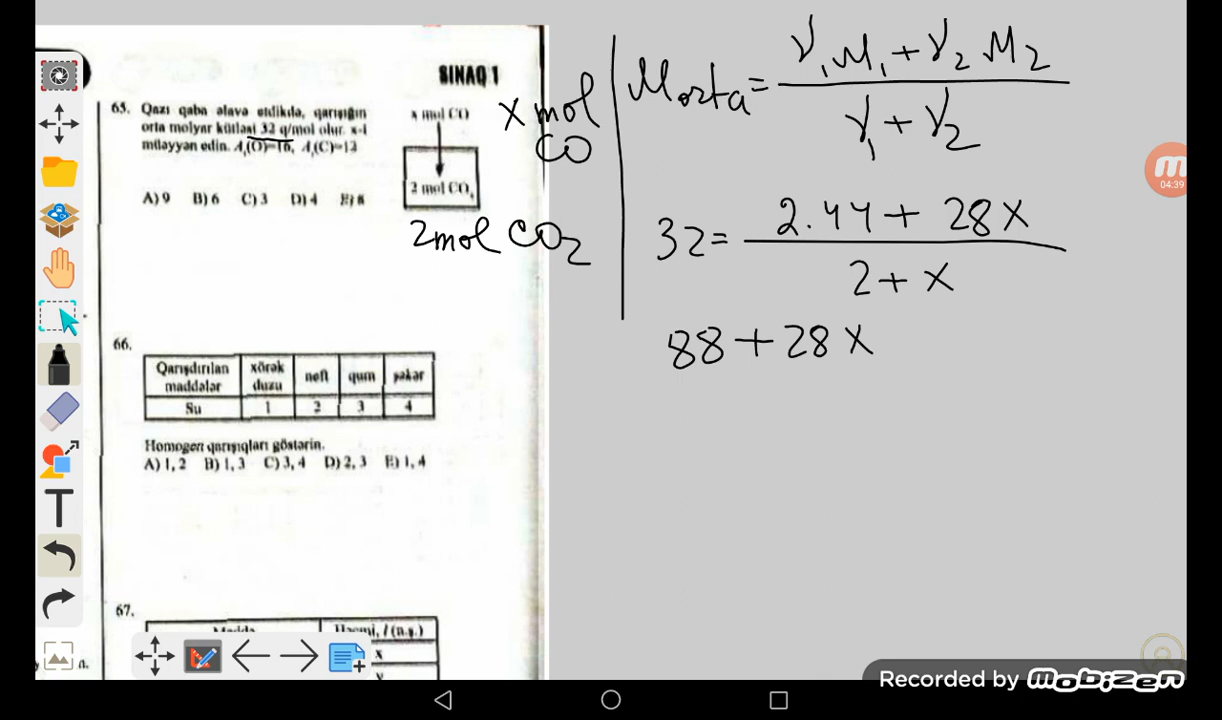 SINAQ 1
65. Qazı qaba əlavə etdikdə, qarışığın
orta molyar kütləsi 32 q/mol olur. x-i
müəyyən edin. Aᵣ(O)=16, Aᵣ(C)=12
A) 9 B) 6 C) 3 D) 4 E) 8
x mol CO
2 mol CO₂
x mol
CO
2mol CO₂
Morta = (ν₁M₁ + ν₂M₂) / (ν₁ + ν₂)
32 = (2.44 + 28x) / (2 + x)
88 + 28x
66.
Qarışdırılan maddələr xörək duzu neft qum şəkər
Su 1 2 3 4
Homogen qarışıqları göstərin.
A) 1, 2 B) 1, 3 C) 3, 4 D) 2, 3 E) 1, 4
67.
Maddə Həcmi, l (n.ş.)
x
y
T
M
04:39
Recorded by mobizen